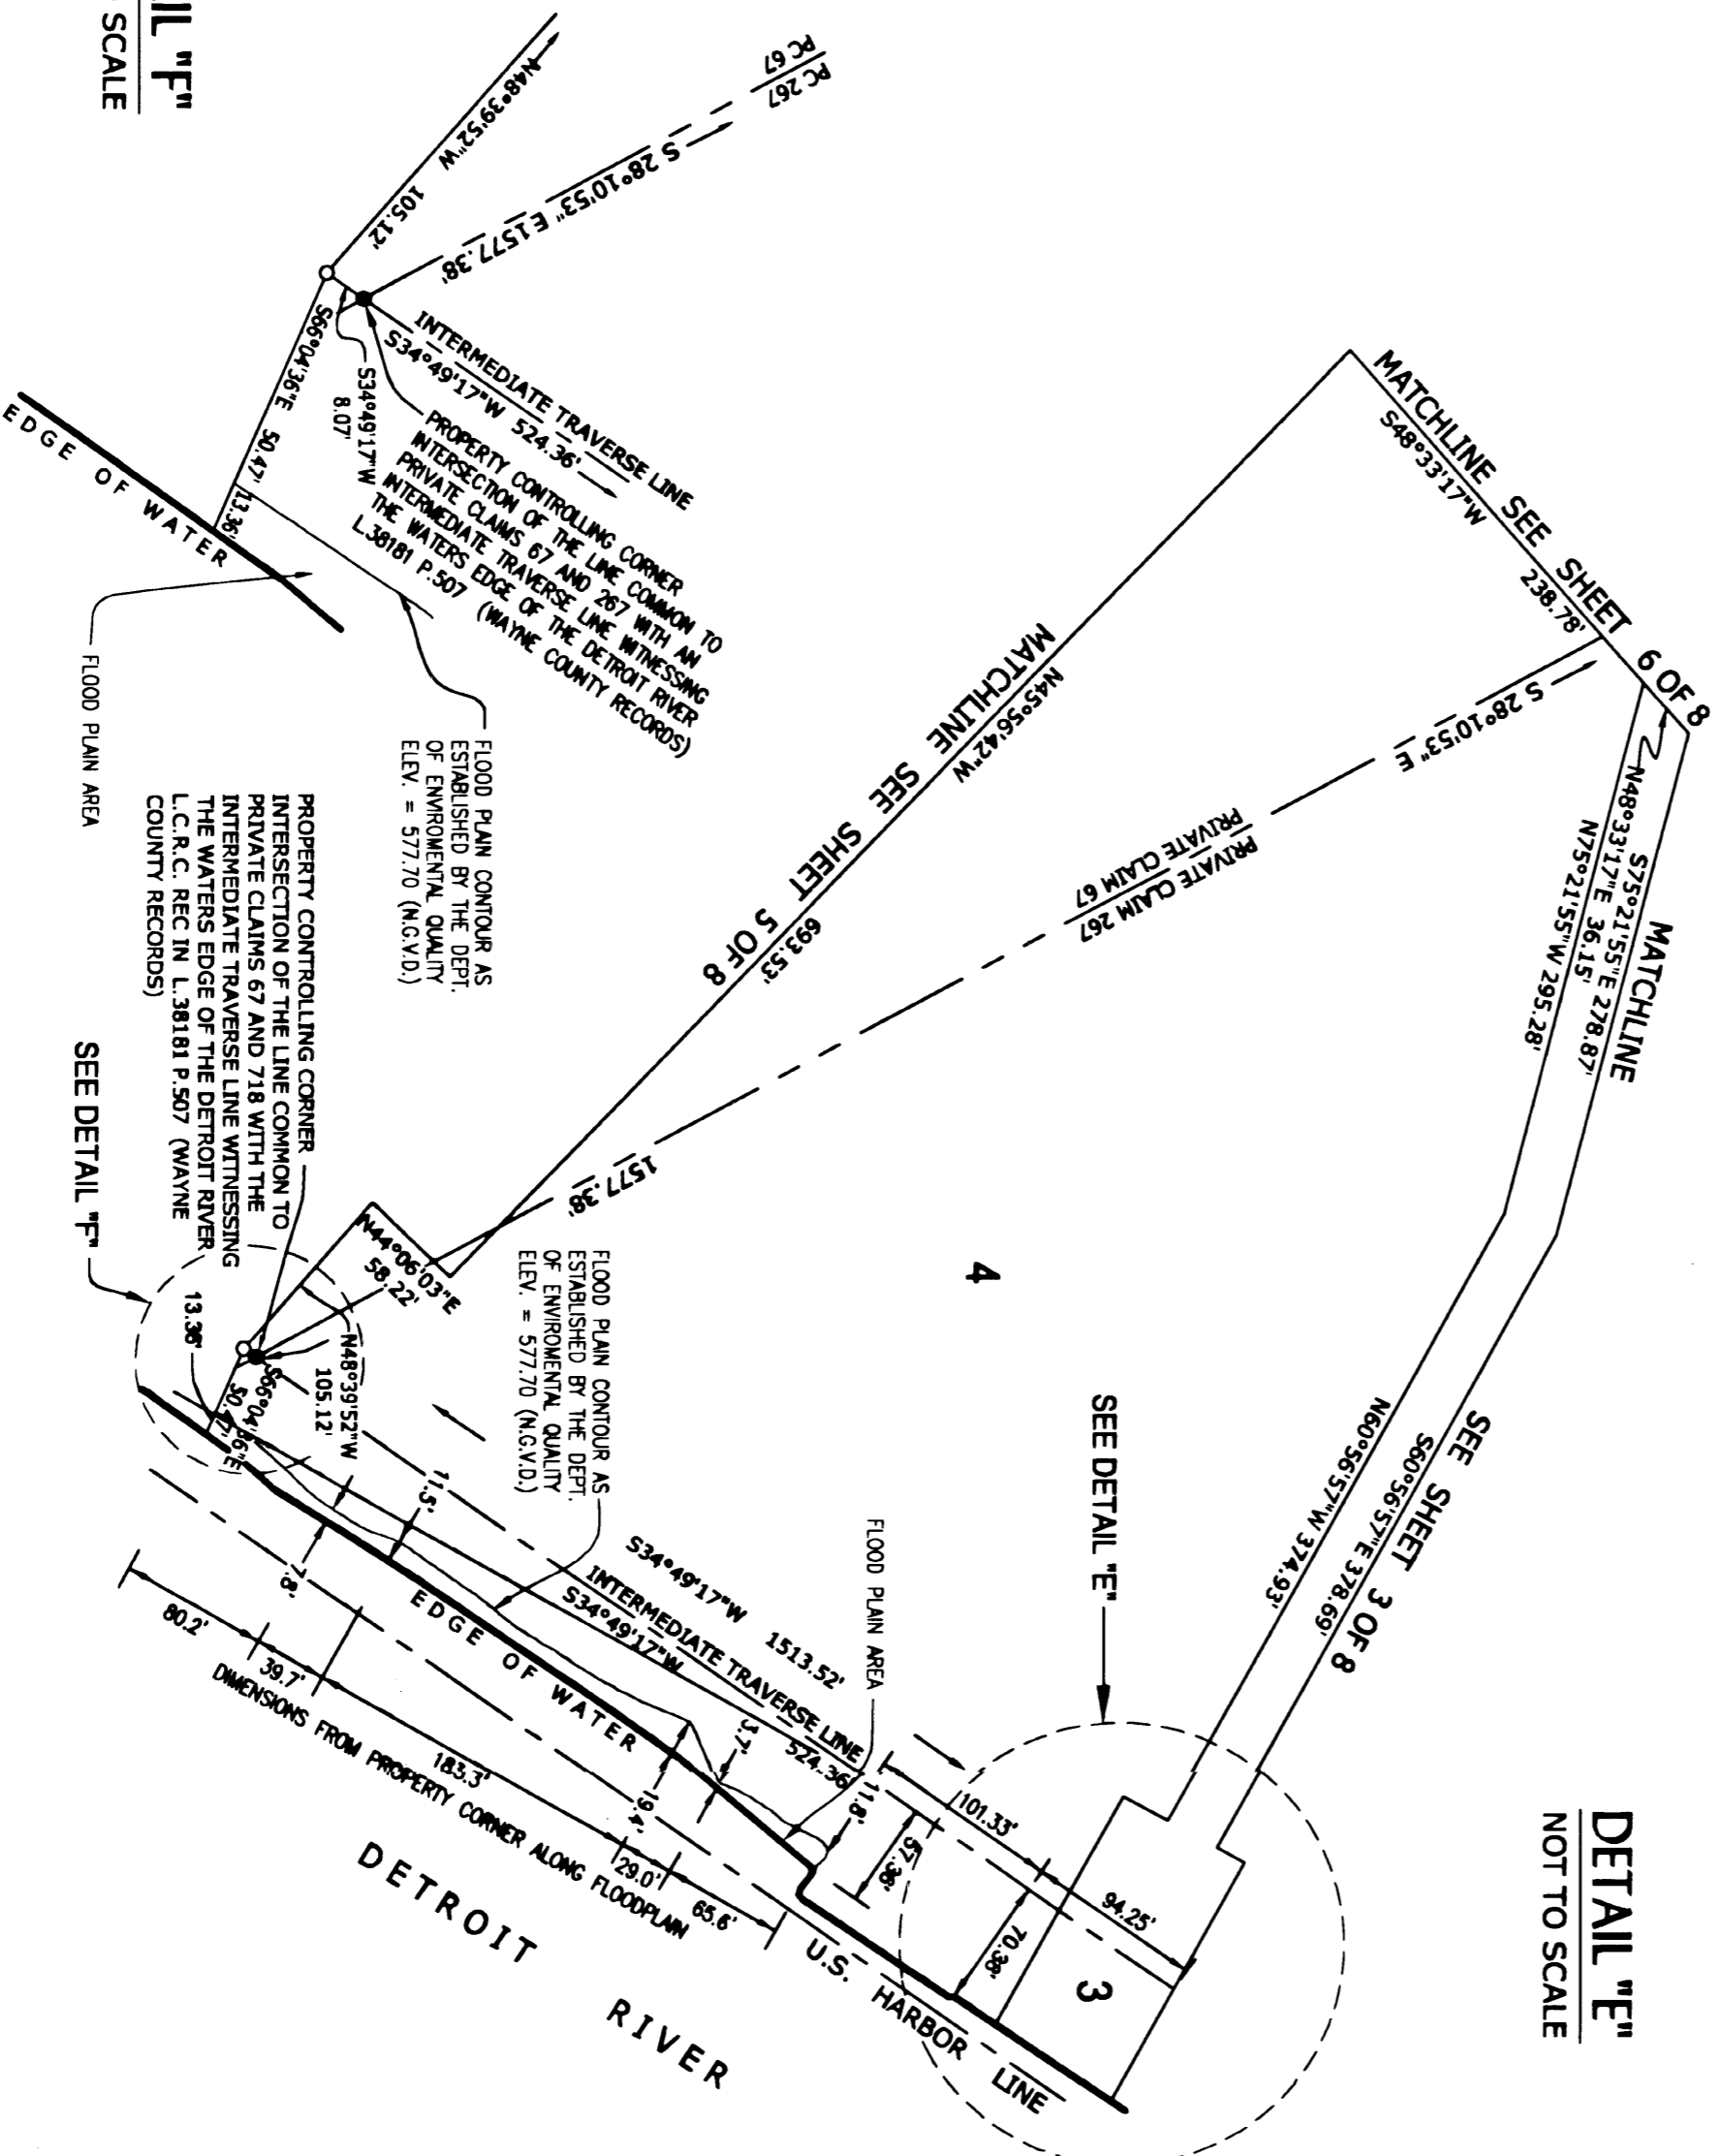 DETAIL "E"
NOT TO SCALE
IL "F"
SCALE
MATCHLINE SEE SHEET 6 OF 8
S48°33'17"W
238.78'
MATCHLINE
S75°21'55"E 278.87'
N48°33'17"E 36.15'
N75°21'55"W 295.28'
S 28°10'53" E
PRIVATE CLAIM 267
PRIVATE CLAIM 67
1577.38'
N45°56'42"W
693.53'
MATCHLINE SEE SHEET 5 OF 8
SEE SHEET 3 OF 8
S60°56'57"E 378.69'
N60°56'57"W 374.93'
4
SEE DETAIL "E"
3
101.33'
94.25'
57.36'
70.38'
FLOOD PLAIN AREA
S34°49'17"W 1513.52'
INTERMEDIATE TRAVERSE LINE
S34°49'17"W
524.36'
11.8'
3.7'
19.4'
11.5'
7.8'
EDGE OF WATER
FLOOD PLAIN CONTOUR AS
ESTABLISHED BY THE DEPT.
OF ENVIROMENTAL QUALITY
ELEV. = 577.70 (N.G.V.D.)
N44°06'03"E
58.22'
N48°39'52"W
105.12'
S66°04'36"E
50.47'
13.36'
80.2'
39.7'
183.3'
29.0'
65.6'
DIMENSIONS FROM PROPERTY CORNER ALONG FLOODPLAIN
U.S. HARBOR LINE
DETROIT RIVER
PROPERTY CONTROLLING CORNER
INTERSECTION OF THE LINE COMMON TO
PRIVATE CLAIMS 67 AND 718 WITH THE
INTERMEDIATE TRAVERSE LINE WITNESSING
THE WATERS EDGE OF THE DETROIT RIVER
L.C.R.C. REC IN L.38181 P.507 (WAYNE
COUNTY RECORDS)
SEE DETAIL "F"
PC 267
PC 67
S 28°10'53" E 1577.38'
N48°39'52"W
105.12'
INTERMEDIATE TRAVERSE LINE
S34°49'17"W 524.36'
S34°49'17"W
8.07'
PROPERTY CONTROLLING CORNER
INTERSECTION OF THE LINE COMMON TO
PRIVATE CLAIMS 67 AND 267 WITH AN
INTERMEDIATE TRAVERSE LINE WITNESSING
THE WATERS EDGE OF THE DETROIT RIVER
L.38181 P.507 (WAYNE COUNTY RECORDS)
S66°04'36"E 50.47'
13.36'
EDGE OF WATER
FLOOD PLAIN CONTOUR AS
ESTABLISHED BY THE DEPT.
OF ENVIROMENTAL QUALITY
ELEV. = 577.70 (N.G.V.D.)
FLOOD PLAIN AREA